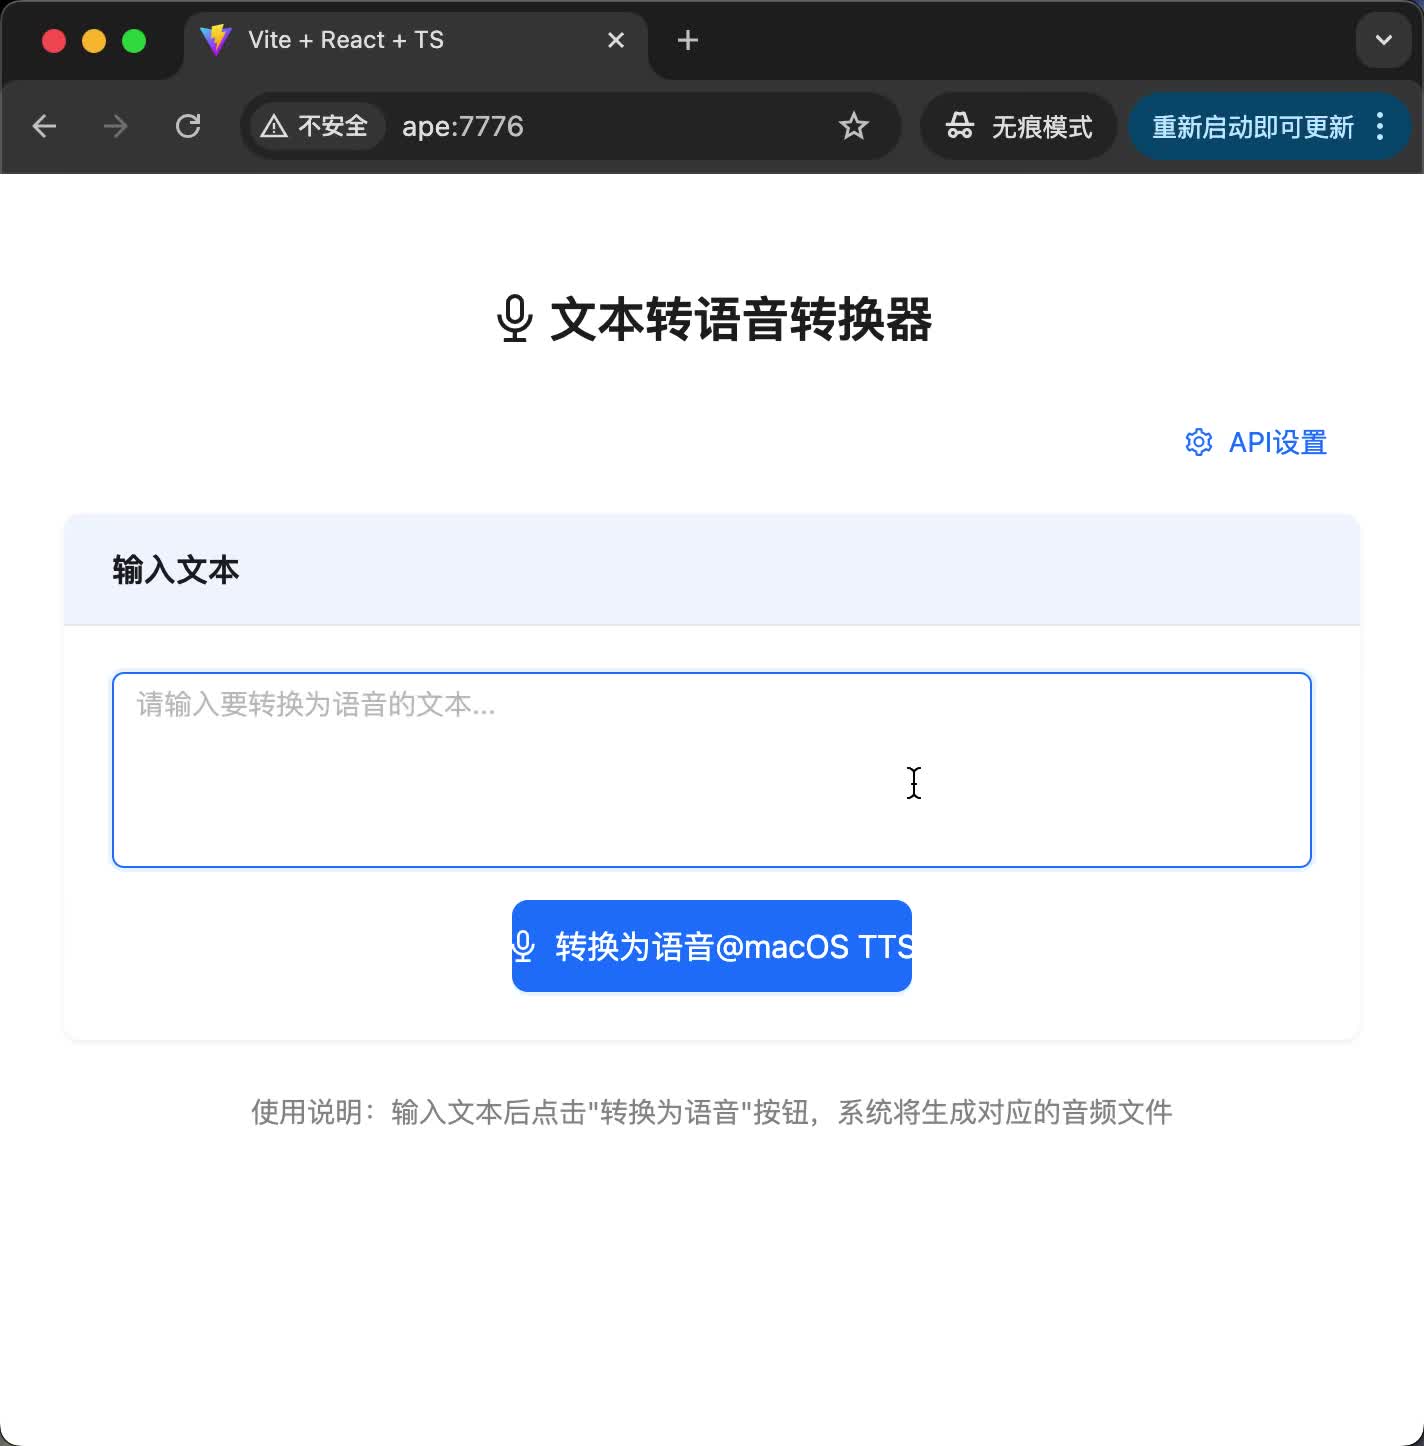 Vite + React + TS
不安全
ape:7776
无痕模式
重新启动即可更新
文本转语音转换器
API设置
输入文本
请输入要转换为语音的文本...
转换为语音@macOS TTS
使用说明：输入文本后点击"转换为语音"按钮，系统将生成对应的音频文件